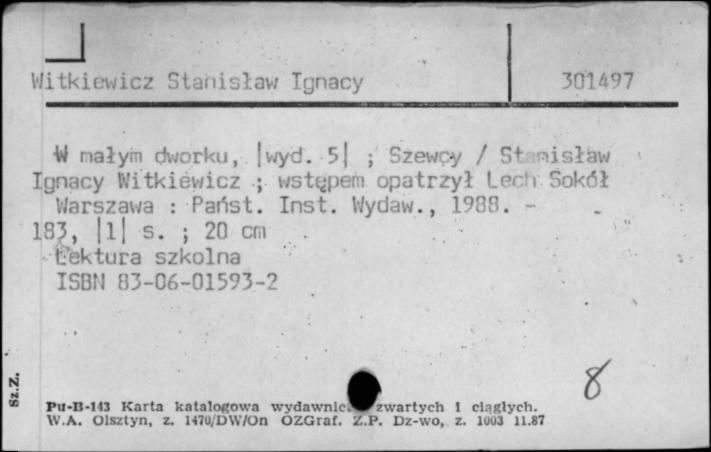 Witkiewicz Stanisław Ignacy 301497
W małym dworku, |wyd. 5| ; Szewcy / Stanisław
Ignacy Witkiewicz ; wstępem opatrzył Lech Sokół
Warszawa : Państ. Inst. Wydaw., 1988. -
183, |1| s. ; 20 cm
Lektura szkolna
ISBN 83-06-01593-2
8
Sz.Z.
Pu-B-143 Karta katalogowa zwartych i ciągłych.
W.A. Olsztyn, z. 1470/DW/On OZGraf. Z.P. Dz-wo, z. 1003 11.87